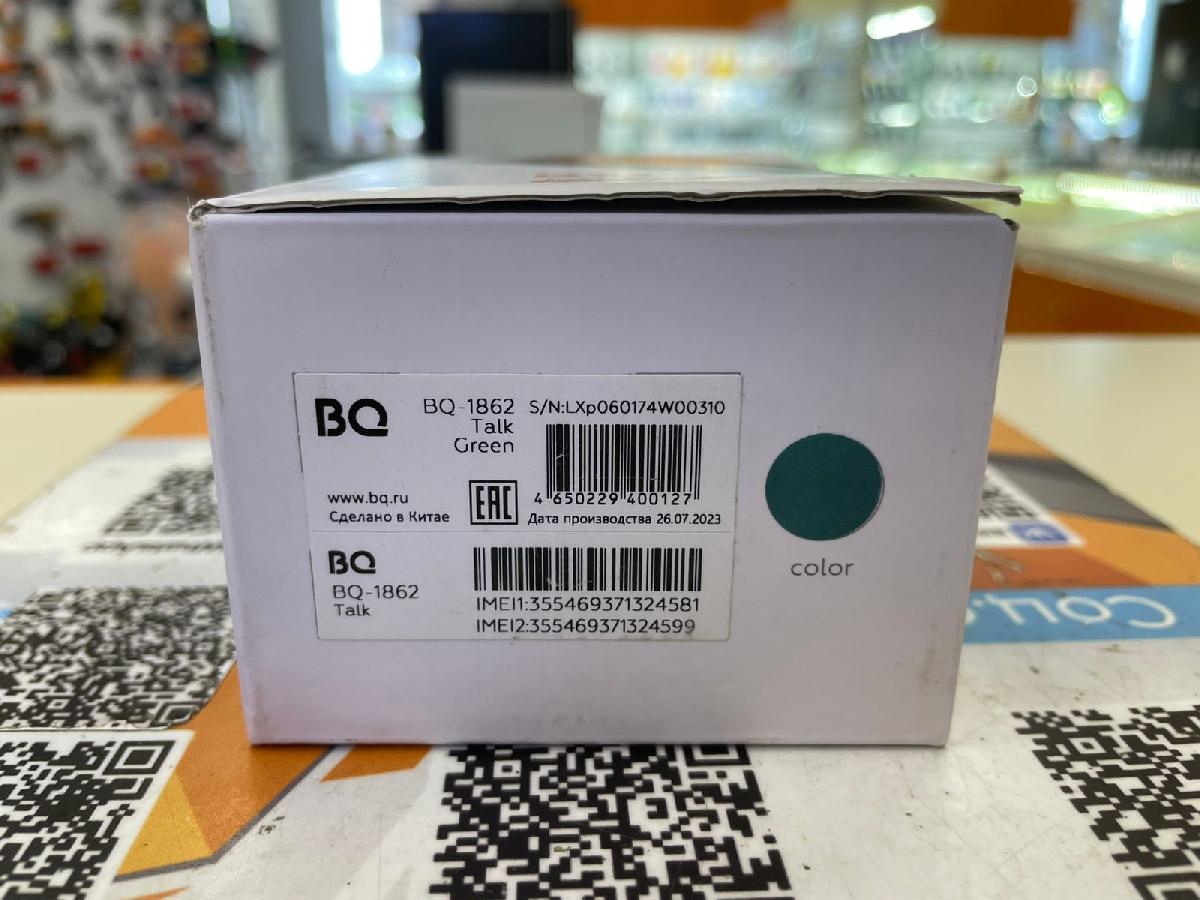 BQ
BQ-1862
Talk
Green
S/N:LXp060174W00310
4 650229 400127
www.bq.ru
Сделано в Китае
EAC
Дата производства 26.07.2023
BQ
BQ-1862
Talk
IMEI1:355469371324581
IMEI2:355469371324599
color
СОЦ.С